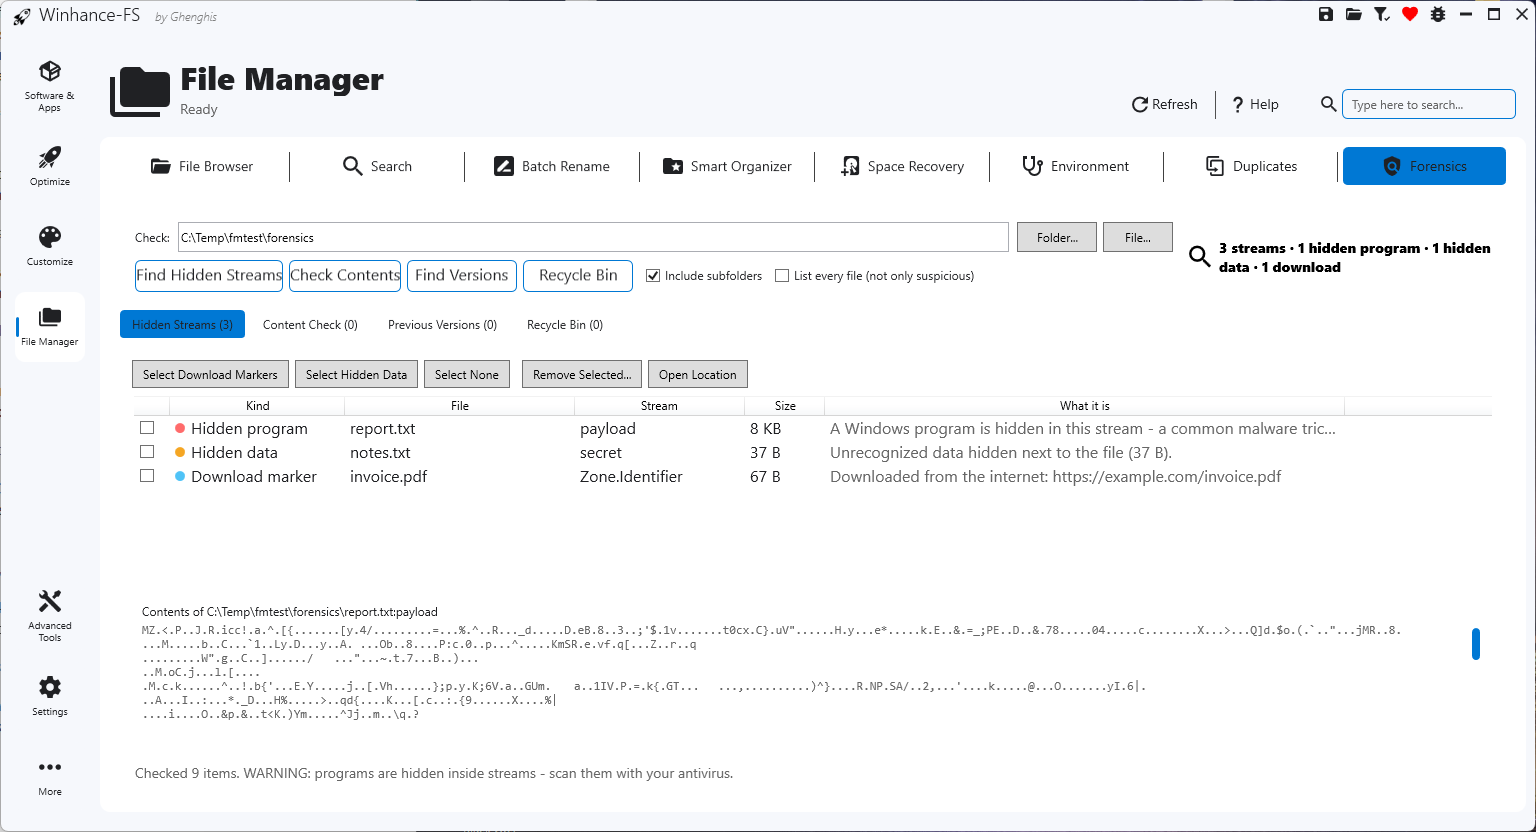 Winhance-FS by Ghenghis
File Manager
Ready
Refresh
Help
Type here to search...
Software & Apps
Optimize
Customize
File Manager
Advanced Tools
Settings
More
File Browser
Search
Batch Rename
Smart Organizer
Space Recovery
Environment
Duplicates
Forensics
Check: C:\Temp\fmtest\forensics
Folder...
File...
3 streams · 1 hidden program · 1 hidden
data · 1 download
Find Hidden Streams
Check Contents
Find Versions
Recycle Bin
Include subfolders
List every file (not only suspicious)
Hidden Streams (3)
Content Check (0)
Previous Versions (0)
Recycle Bin (0)
Select Download Markers
Select Hidden Data
Select None
Remove Selected...
Open Location
Kind File Stream Size What it is
Hidden program report.txt payload 8 KB A Windows program is hidden in this stream - a common malware tric...
Hidden data notes.txt secret 37 B Unrecognized data hidden next to the file (37 B).
Download marker invoice.pdf Zone.Identifier 67 B Downloaded from the internet: https://example.com/invoice.pdf
Contents of C:\Temp\fmtest\forensics\report.txt:payload
Checked 9 items. WARNING: programs are hidden inside streams - scan them with your antivirus.